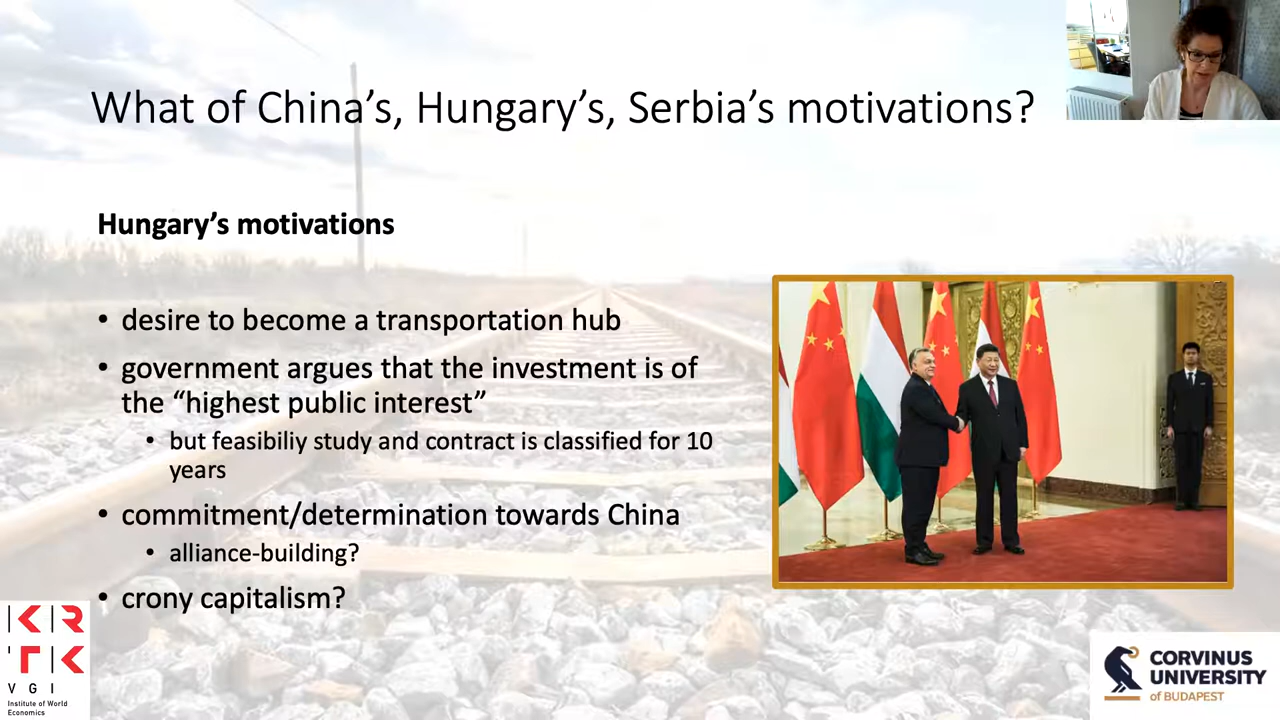 What of China’s, Hungary’s, Serbia’s motivations?
Hungary’s motivations
• desire to become a transportation hub
• government argues that the investment is of
the “highest public interest”
• but feasibiliy study and contract is classified for 10
years
• commitment/determination towards China
• alliance-building?
• crony capitalism?
KR
TK
VGI
Institute of World
Economics
CORVINUS
UNIVERSITY
of BUDAPEST